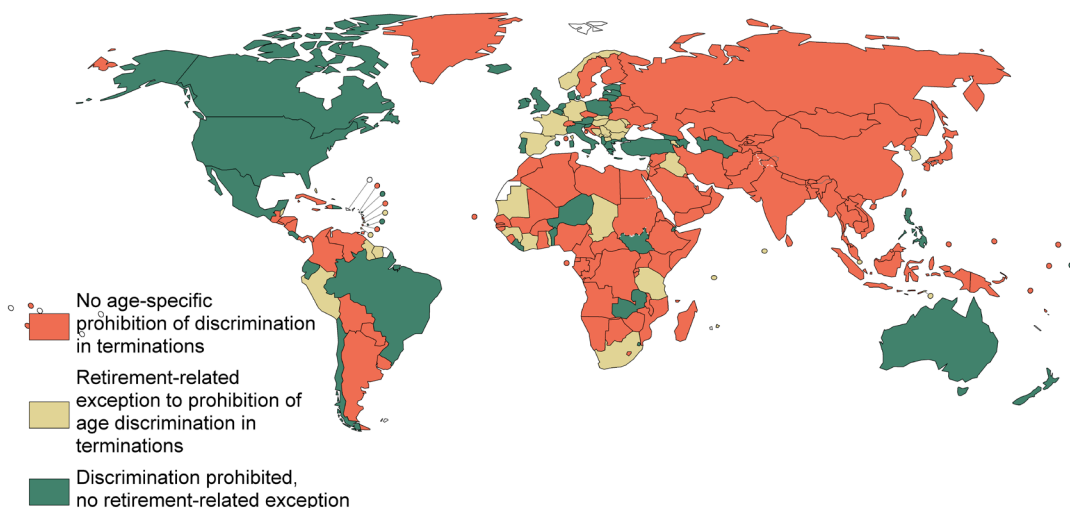 No age-specific
prohibition of discrimination
in terminations
Retirement-related
exception to prohibition of
age discrimination in
terminations
Discrimination prohibited,
no retirement-related exception